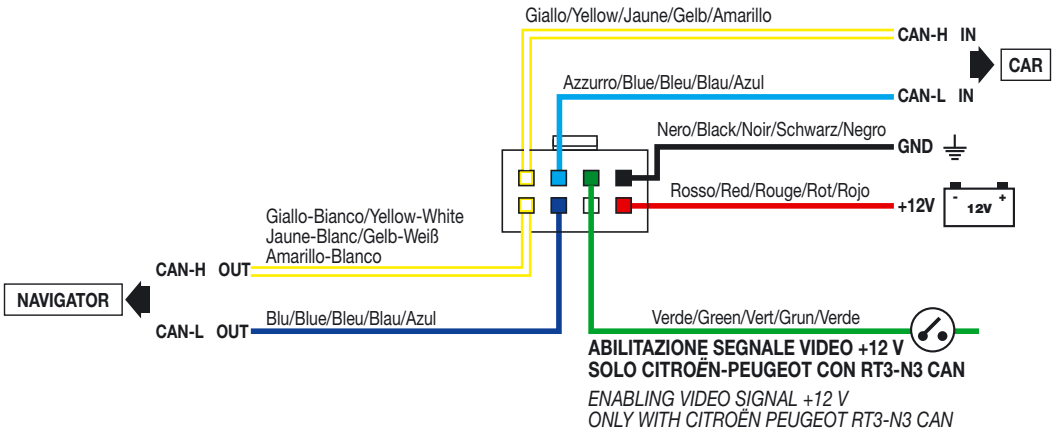 Giallo/Yellow/Jaune/Gelb/Amarillo
CAN-H IN
CAR
Azzurro/Blue/Bleu/Blau/Azul
CAN-L IN
Nero/Black/Noir/Schwarz/Negro
GND
Rosso/Red/Rouge/Rot/Rojo
+12V
- +
12V
Giallo-Bianco/Yellow-White
Jaune-Blanc/Gelb-Weiß
Amarillo-Blanco
CAN-H OUT
NAVIGATOR
CAN-L OUT
Blu/Blue/Bleu/Blau/Azul
Verde/Green/Vert/Grun/Verde
ABILITAZIONE SEGNALE VIDEO +12 V
SOLO CITROËN-PEUGEOT CON RT3-N3 CAN
ENABLING VIDEO SIGNAL +12 V
ONLY WITH CITROËN PEUGEOT RT3-N3 CAN